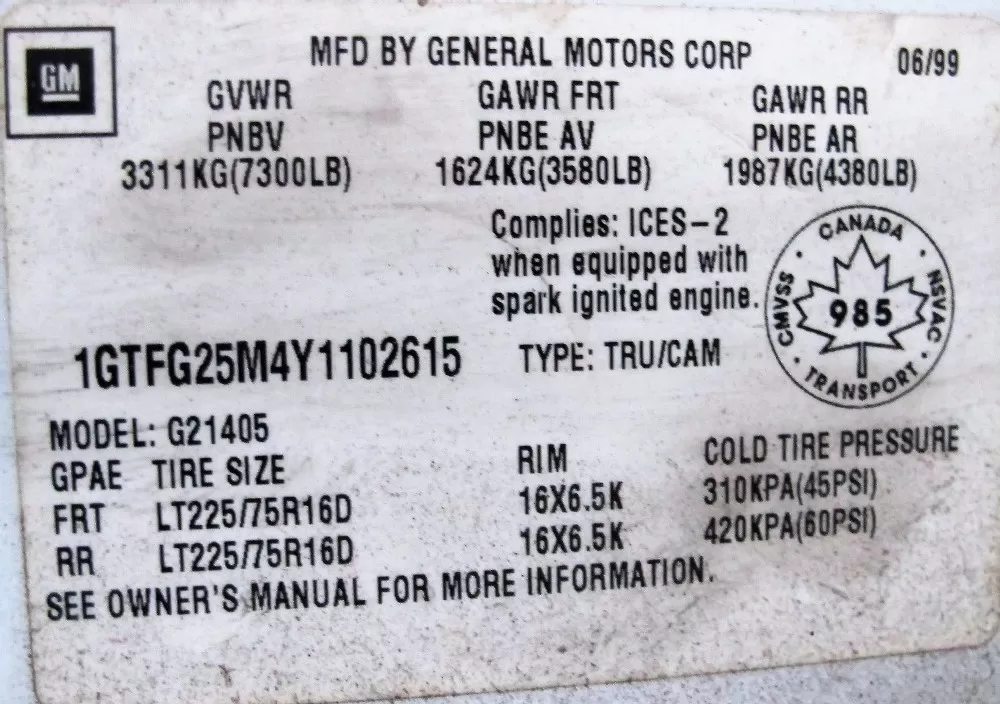 GM
MFD BY GENERAL MOTORS CORP 06/99
GVWR GAWR FRT GAWR RR
PNBV PNBE AV PNBE AR
3311KG(7300LB) 1624KG(3580LB) 1987KG(4380LB)
Complies: ICES-2
when equipped with
spark ignited engine.
CANADA
CMVSS 985 NSVAC
TRANSPORT
1GTFG25M4Y1102615 TYPE: TRU/CAM
MODEL: G21405
GPAE TIRE SIZE RIM COLD TIRE PRESSURE
FRT LT225/75R16D 16X6.5K 310KPA(45PSI)
RR LT225/75R16D 16X6.5K 420KPA(60PSI)
SEE OWNER'S MANUAL FOR MORE INFORMATION.